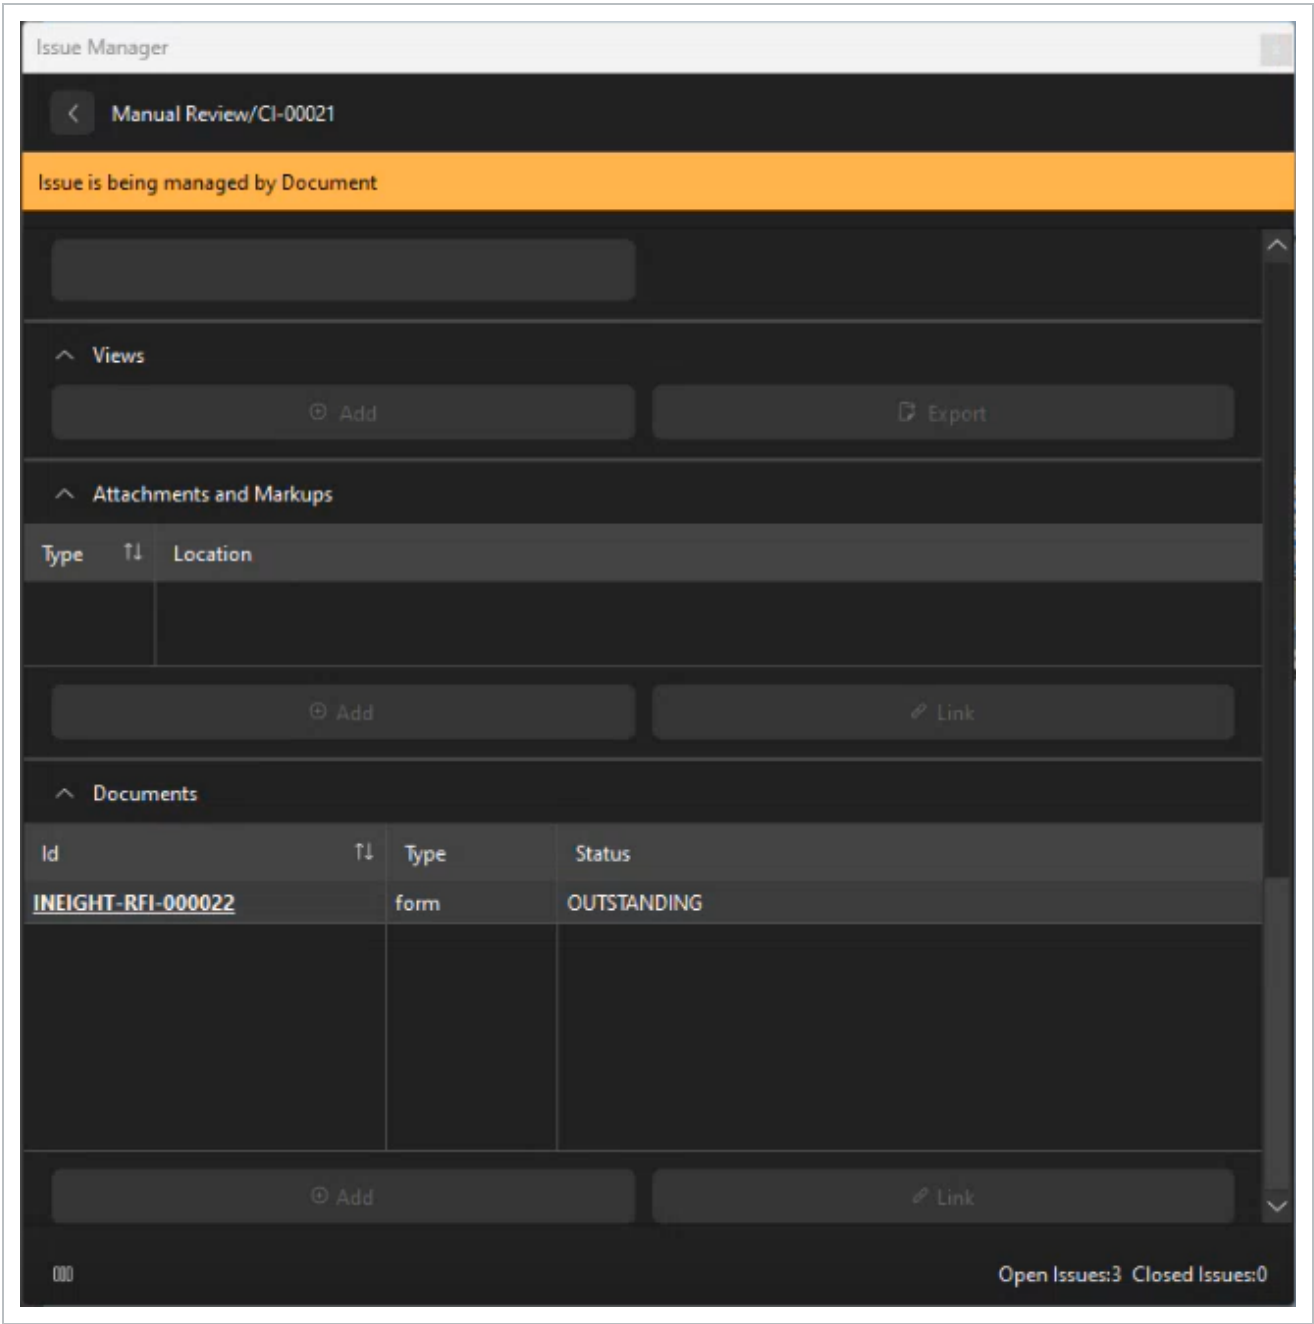 Issue Manager
Manual Review/CI-00021
Issue is being managed by Document
Views
Add Export
Attachments and Markups
Type Location
Add Link
Documents
Id Type Status
INEIGHT-RFI-000022 form OUTSTANDING
Add Link
Open Issues:3 Closed Issues:0